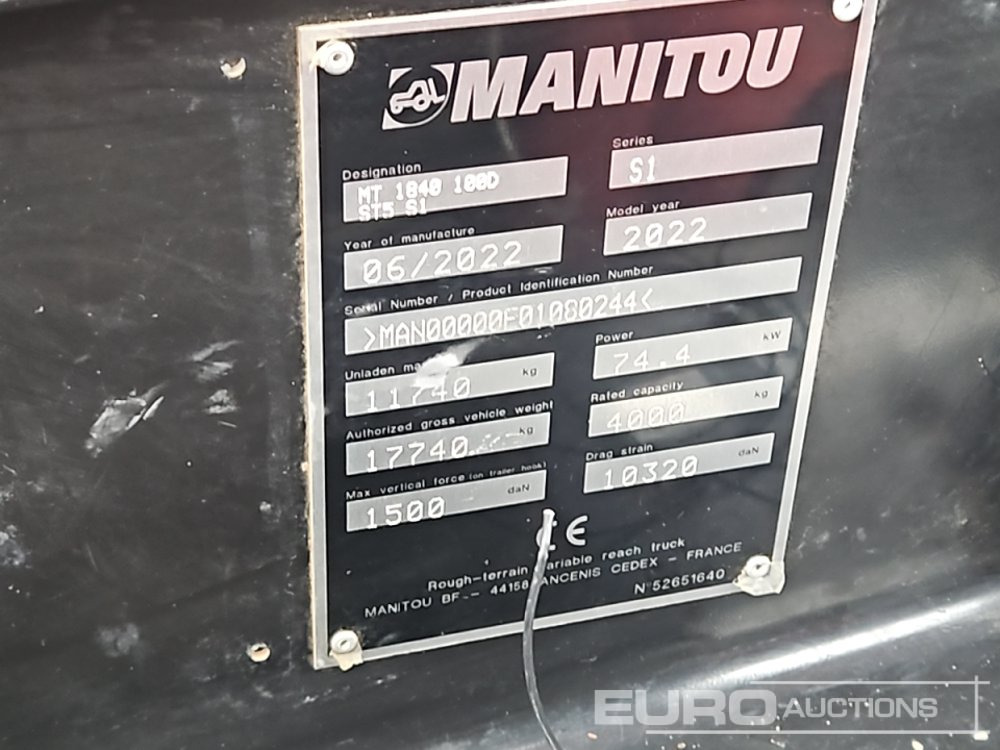 MANITOU
Designation
MT 1840 100D
ST5 S1
Series
S1
Year of manufacture
06/2022
Model year
2022
Serial Number / Product Identification Number
>MAN00000E01080244<
Unladen
11740 kg
Power
74.4 kW
Authorized gross vehicle weight
17740 kg
Rated capacity
4000 kg
Max vertical force (on trailer hook)
1500 daN
Drag strain
10320 daN
CE
Rough-terrain variable reach truck
MANITOU BF - 44158 ANCENIS CEDEX - FRANCE
N°52651640
EURO AUCTIONS